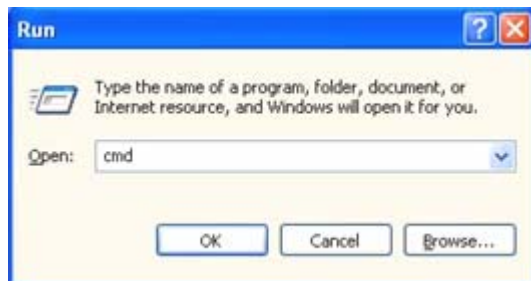 Run
Type the name of a program, folder, document, or
Internet resource, and Windows will open it for you.
Open: cmd
OK Cancel Browse...